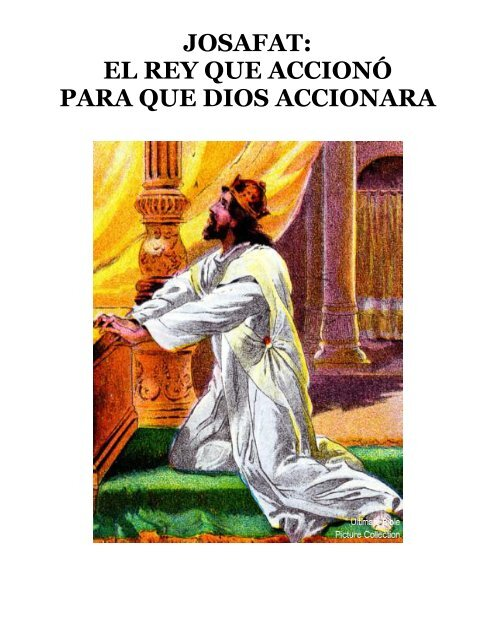 JOSAFAT:
EL REY QUE ACCIONÓ
PARA QUE DIOS ACCIONARA
Ultimate Bible
Picture Collection